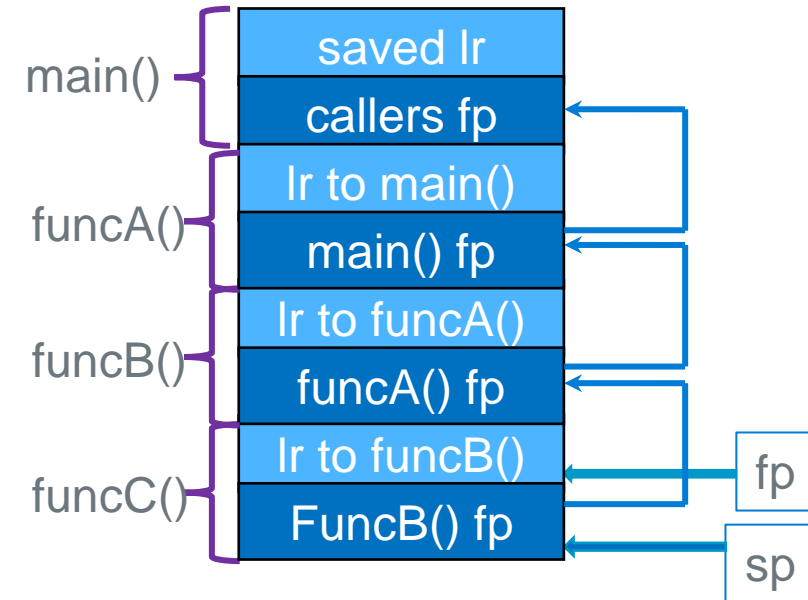 saved lr
main()
callers fp
lr to main()
funcA()
main() fp
lr to funcA()
funcB()
funcA() fp
lr to funcB()
fp
funcC()
FuncB() fp
sp